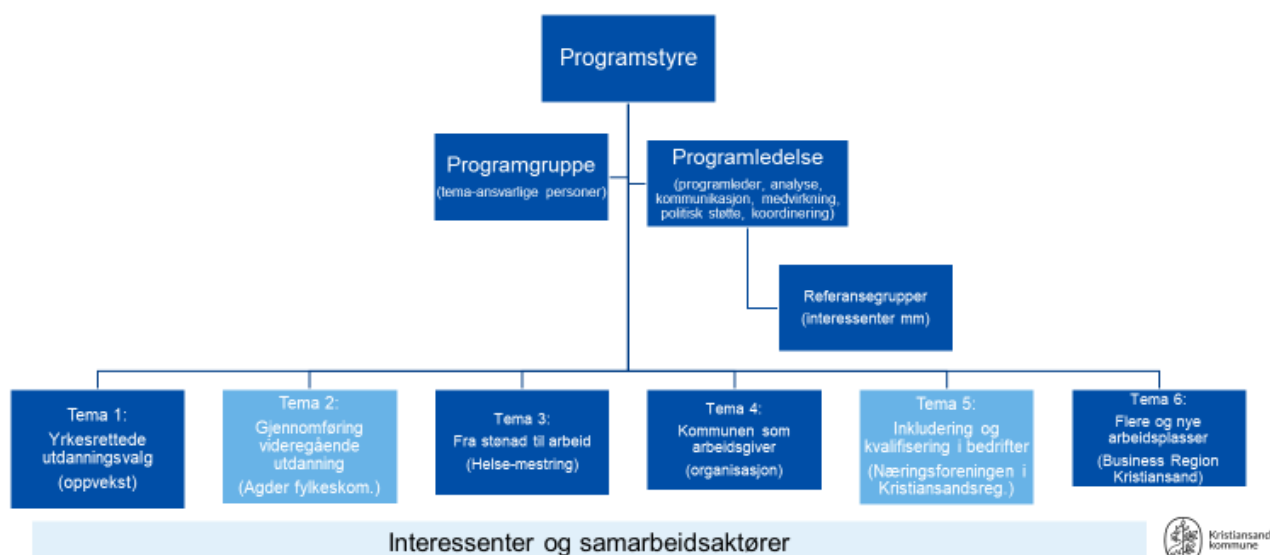 Programstyre
Programgruppe
(tema-ansvarlige personer)
Programledelse
(programleder, analyse,
kommunikasjon, medvirkning,
politisk støtte, koordinering)
Referansegrupper
(interessenter mm)
Tema 1:
Yrkesrettede
utdanningsvalg
(oppvekst)
Tema 2:
Gjennomføring
videregående
utdanning
(Agder fylkeskom.)
Tema 3:
Fra stønad til arbeid
(Helse-mestring)
Tema 4:
Kommunen som
arbeidsgiver
(organisasjon)
Tema 5:
Inkludering og
kvalifisering i bedrifter
(Næringsforeningen i
Kristiansandsreg.)
Tema 6:
Flere og nye
arbeidsplasser
(Business Region
Kristiansand)
Interessenter og samarbeidsaktører
Kristiansand
kommune